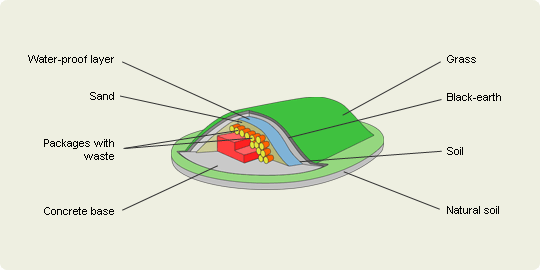 Water-proof layer
Sand
Packages with
waste
Concrete base
Grass
Black-earth
Soil
Natural soil